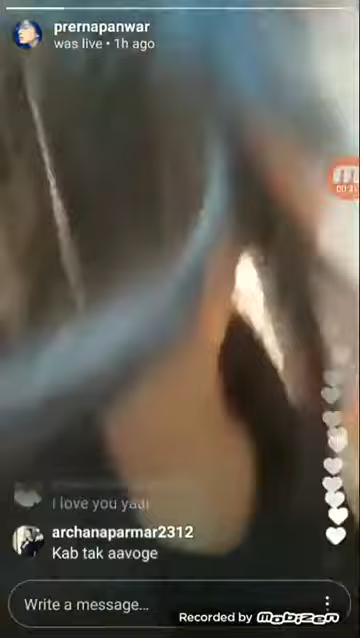 prernapanwar
was live • 1h ago
I love you yaar
archanaparmar2312
Kab tak aavoge
Write a message...
Recorded by Mobizen